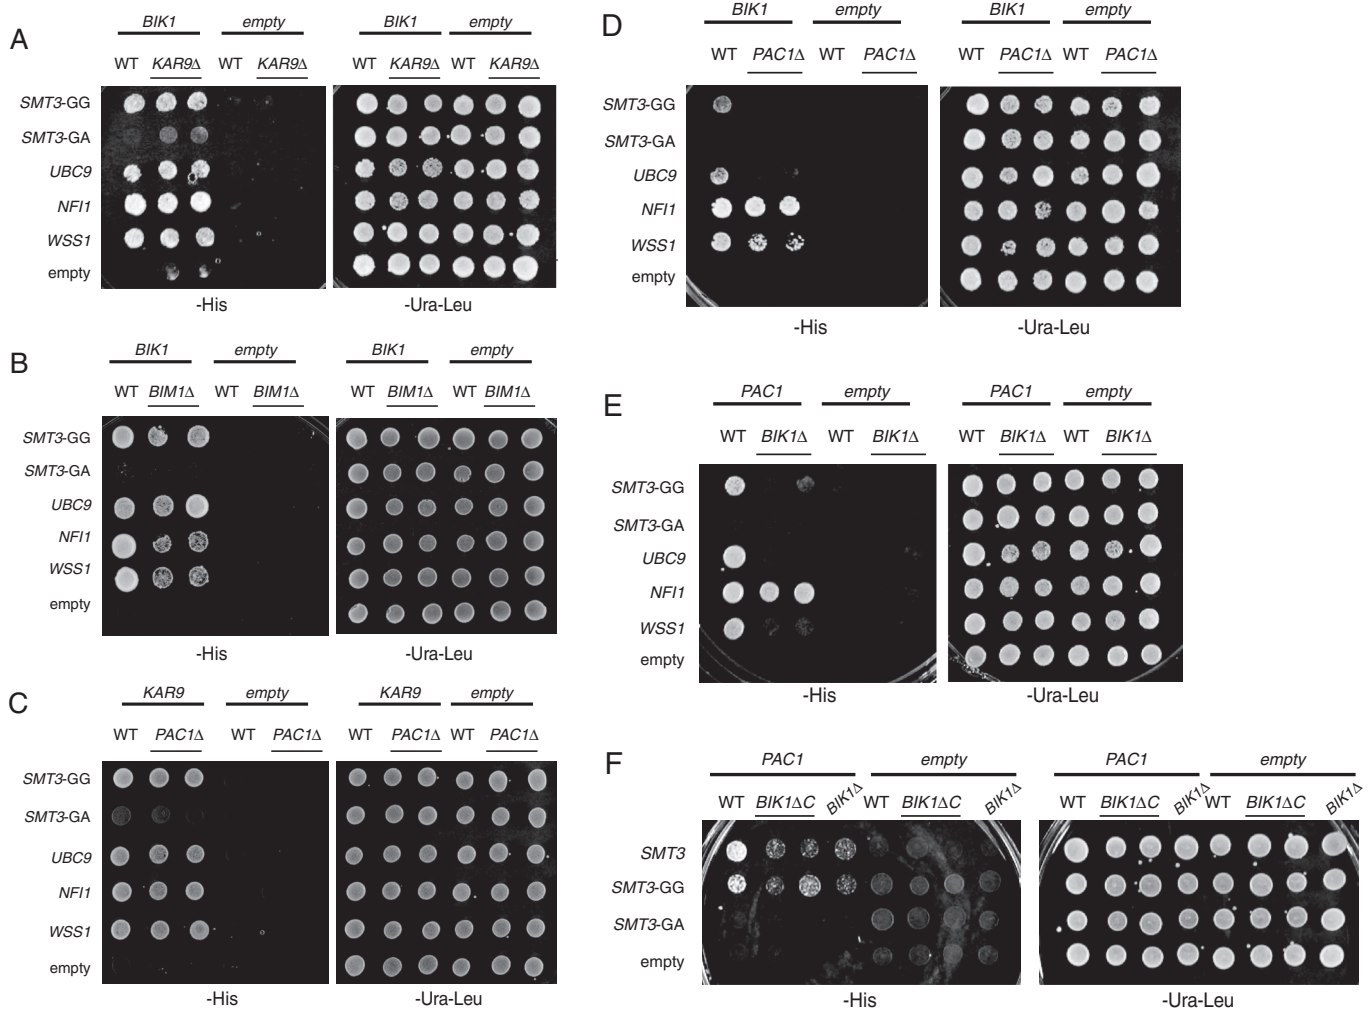 A
BIK1 empty BIK1 empty
WT KAR9Δ WT KAR9Δ WT KAR9Δ WT KAR9Δ
SMT3-GG
SMT3-GA
UBC9
NFI1
WSS1
empty
-His -Ura-Leu
B
BIK1 empty BIK1 empty
WT BIM1Δ WT BIM1Δ WT BIM1Δ WT BIM1Δ
SMT3-GG
SMT3-GA
UBC9
NFI1
WSS1
empty
-His -Ura-Leu
C
KAR9 empty KAR9 empty
WT PAC1Δ WT PAC1Δ WT PAC1Δ WT PAC1Δ
SMT3-GG
SMT3-GA
UBC9
NFI1
WSS1
empty
-His -Ura-Leu
D
BIK1 empty BIK1 empty
WT PAC1Δ WT PAC1Δ WT PAC1Δ WT PAC1Δ
SMT3-GG
SMT3-GA
UBC9
NFI1
WSS1
empty
-His -Ura-Leu
E
PAC1 empty PAC1 empty
WT BIK1Δ WT BIK1Δ WT BIK1Δ WT BIK1Δ
SMT3-GG
SMT3-GA
UBC9
NFI1
WSS1
empty
-His -Ura-Leu
F
PAC1 empty PAC1 empty
WT BIK1ΔC BIK1Δ WT BIK1ΔC BIK1Δ WT BIK1ΔC BIK1Δ WT BIK1ΔC BIK1Δ
SMT3
SMT3-GG
SMT3-GA
empty
-His -Ura-Leu